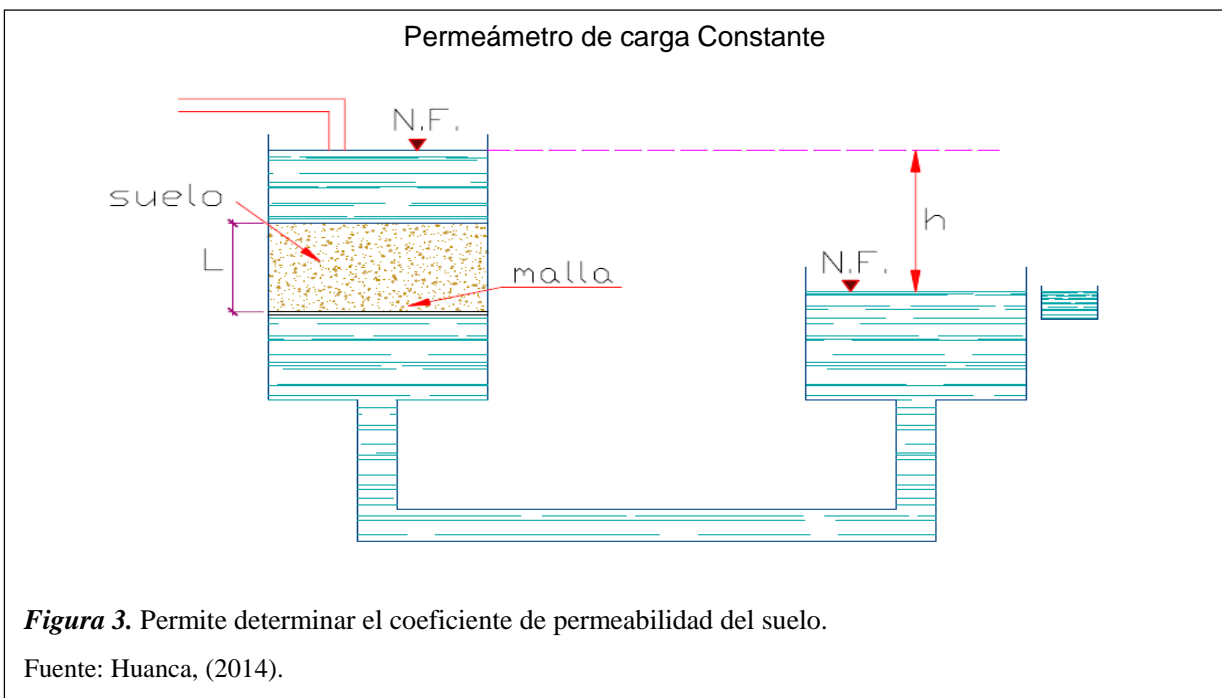 Permeámetro de carga Constante
N.F.
suelo
h
L
N.F.
malla
Figura 3. Permite determinar el coeficiente de permeabilidad del suelo.
Fuente: Huanca, (2014).